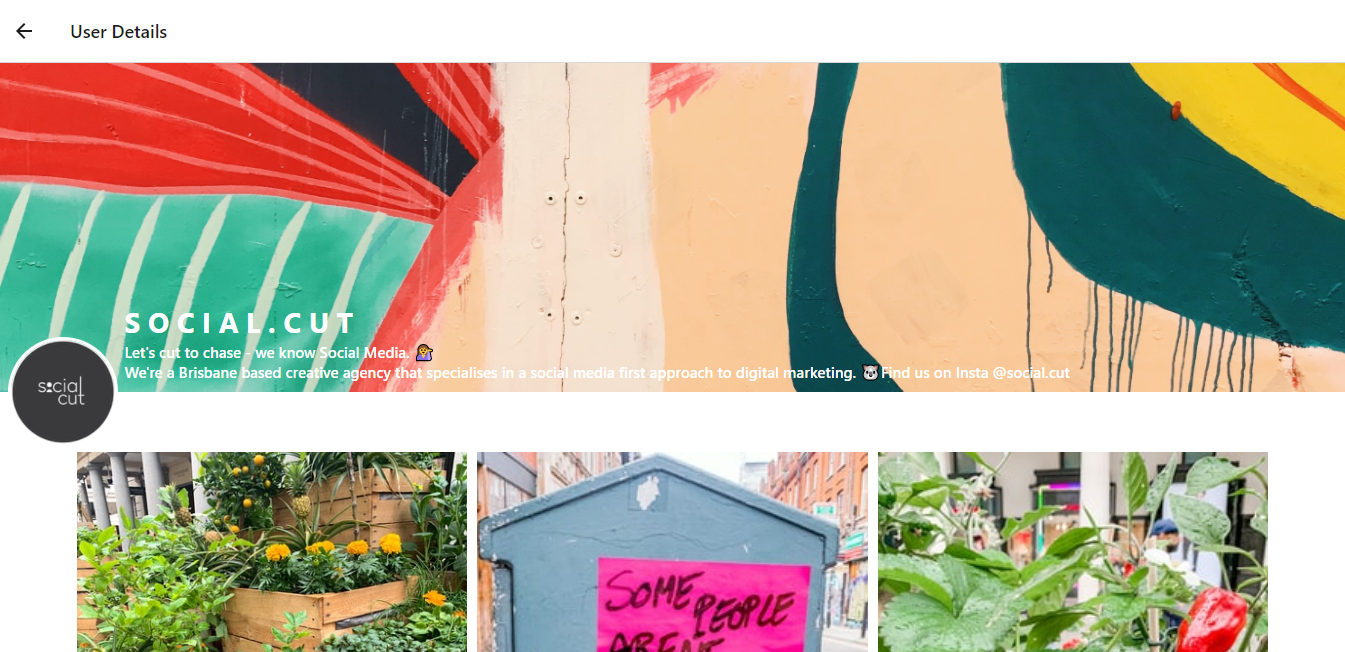 User Details
SOCIAL.CUT
Let's cut to chase - we know Social Media. 💁
We're a Brisbane based creative agency that specialises in a social media first approach to digital marketing. 🐨Find us on Insta @social.cut
social
cut
SOME
PEOPLE